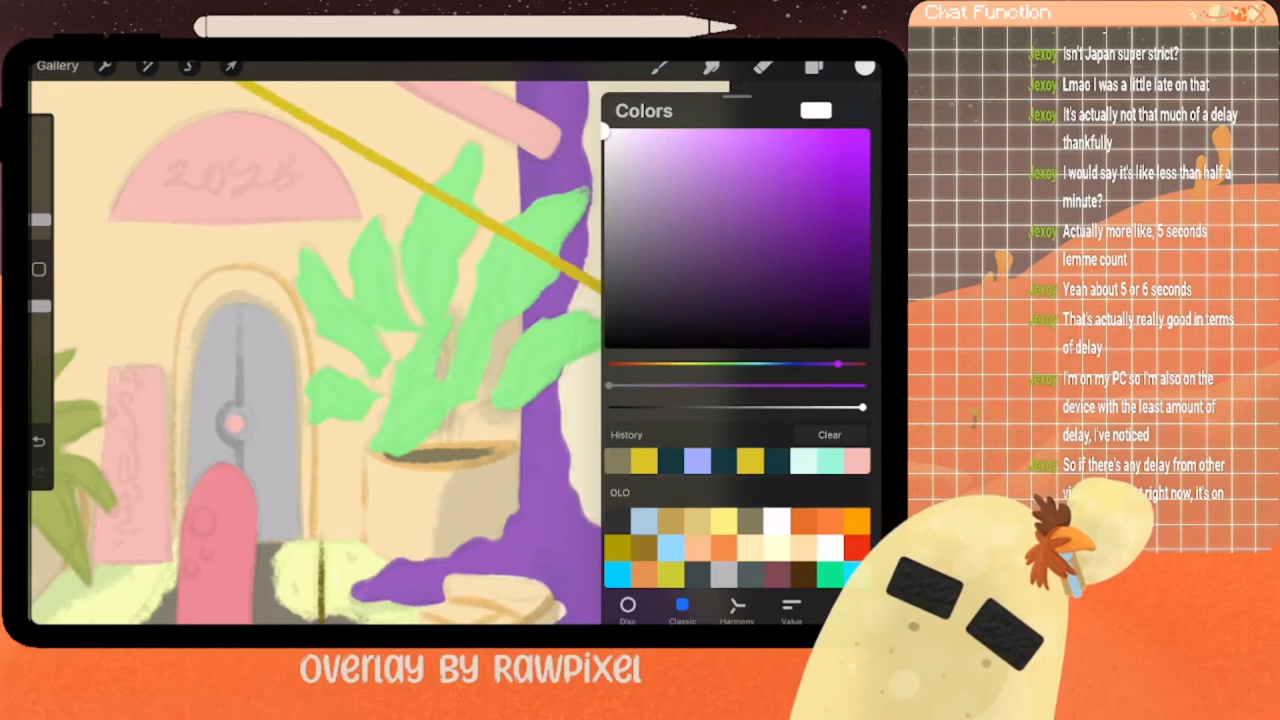 Chat Function
Gallery
Colors
History
Clear
OLO
Disc
Classic
Harmony
Value
Jexoy Isn't Japan super strict?
Jexoy Lmao I was a little late on that
Jexoy It's actually not that much of a delay
thankfully
Jexoy I would say it's like less than half a
minute?
Jexoy Actually more like, 5 seconds
lemme count
Jexoy Yeah about 5 or 6 seconds
Jexoy That's actually really good in terms
of delay
Jexoy I'm on my PC so I'm also on the
device with the least amount of
delay, I've noticed
Jexoy So if there's any delay from other
right now, it's on
Overlay by Rawpixel